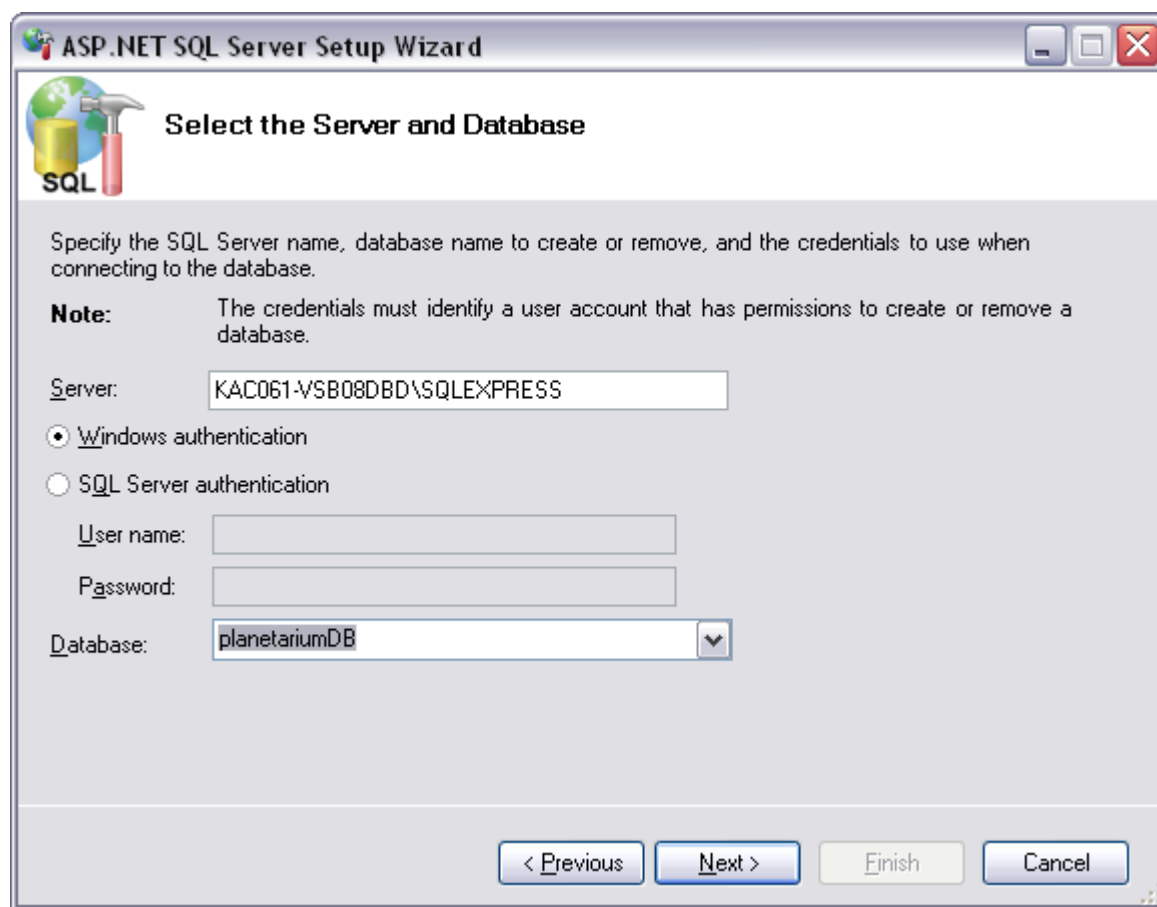 ASP.NET SQL Server Setup Wizard
SQL
Select the Server and Database
Specify the SQL Server name, database name to create or remove, and the credentials to use when
connecting to the database.
Note: The credentials must identify a user account that has permissions to create or remove a
database.
Server: KAC061-VSB08DBD\SQLEXPRESS
Windows authentication
SQL Server authentication
User name:
Password:
Database: planetariumDB
< Previous Next > Finish Cancel